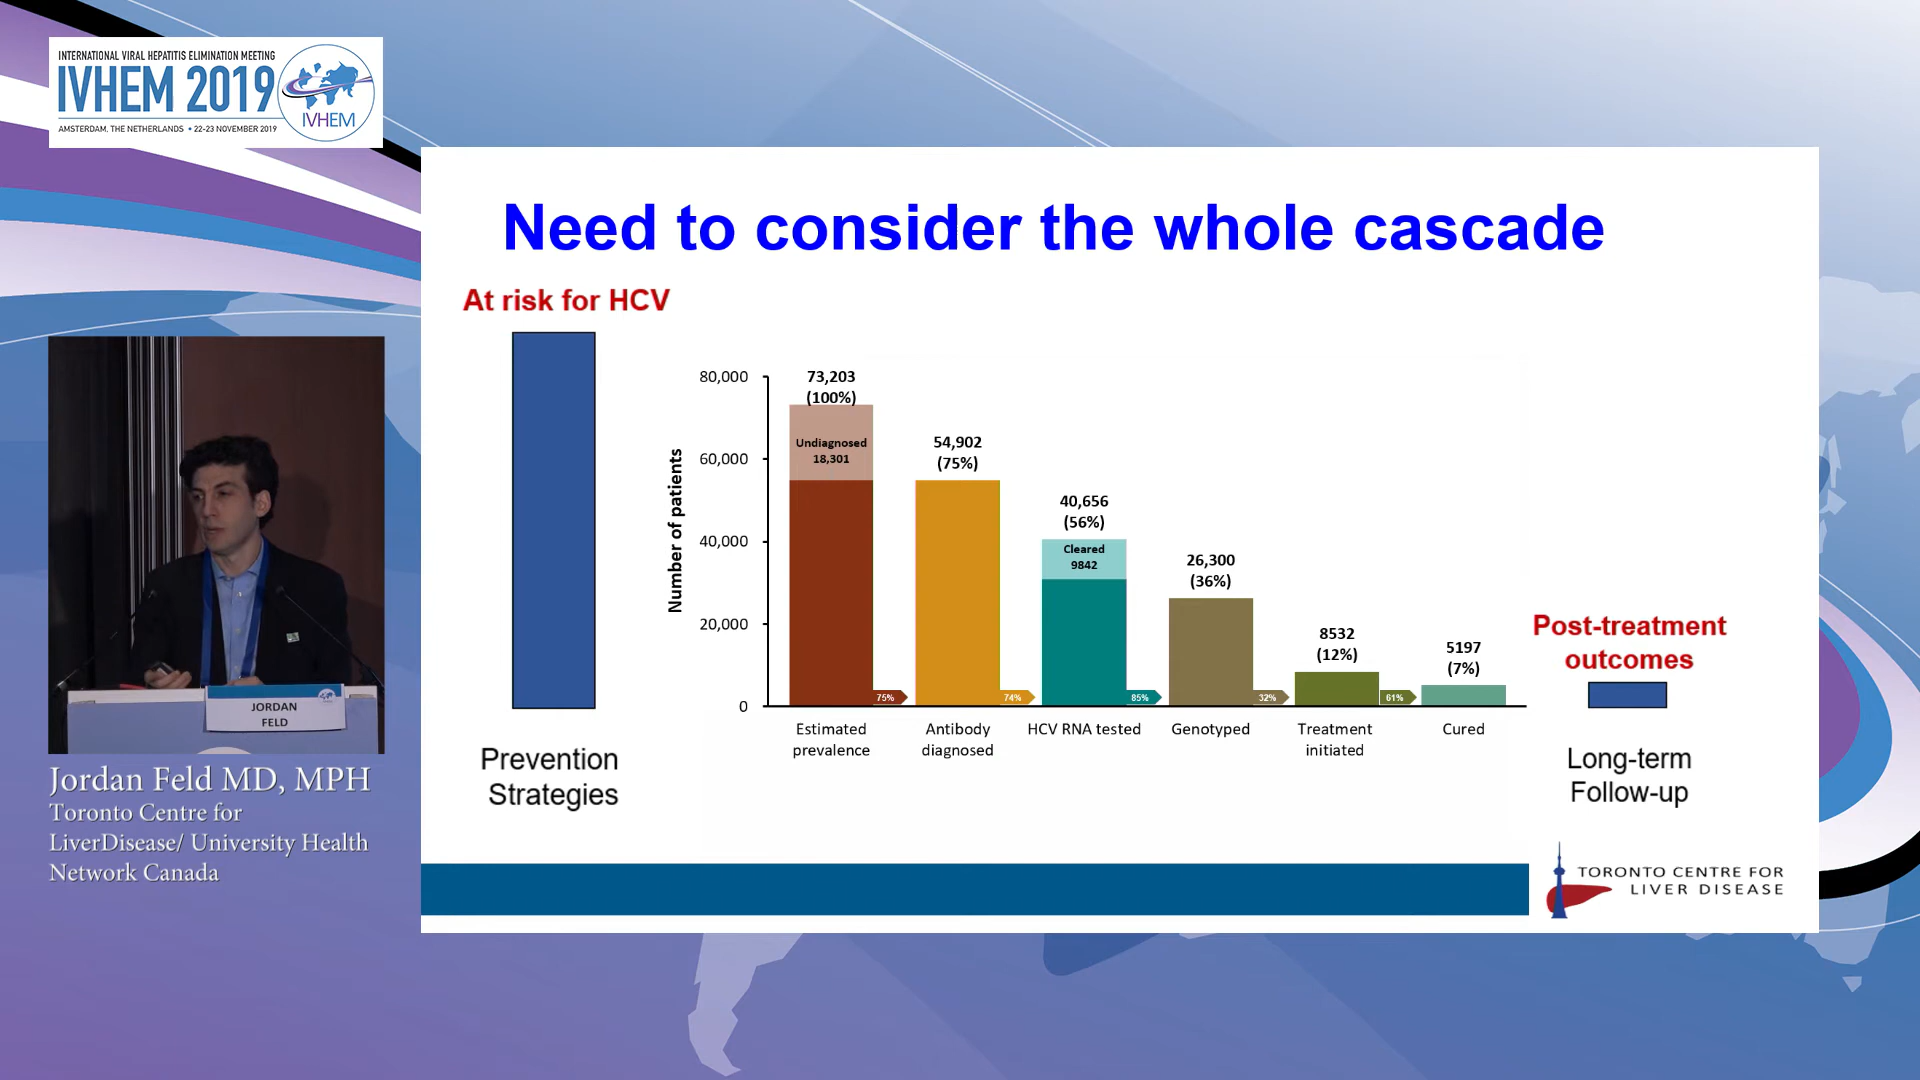 INTERNATIONAL VIRAL HEPATITIS ELIMINATION MEETING
IVHEM 2019
AMSTERDAM, THE NETHERLANDS • 22-23 NOVEMBER 2019
IVHEM
Need to consider the whole cascade
At risk for HCV
Prevention
Strategies
Number of patients
80,000
60,000
40,000
20,000
0
73,203
(100%)
Undiagnosed
18,301
54,902
(75%)
40,656
(56%)
Cleared
9842
26,300
(36%)
8532
(12%)
5197
(7%)
75%
74%
85%
32%
61%
Estimated
prevalence
Antibody
diagnosed
HCV RNA tested
Genotyped
Treatment
initiated
Cured
Post-treatment
outcomes
Long-term
Follow-up
TORONTO CENTRE FOR
LIVER DISEASE
JORDAN
FELD
Jordan Feld MD, MPH
Toronto Centre for
LiverDisease/ University Health
Network Canada